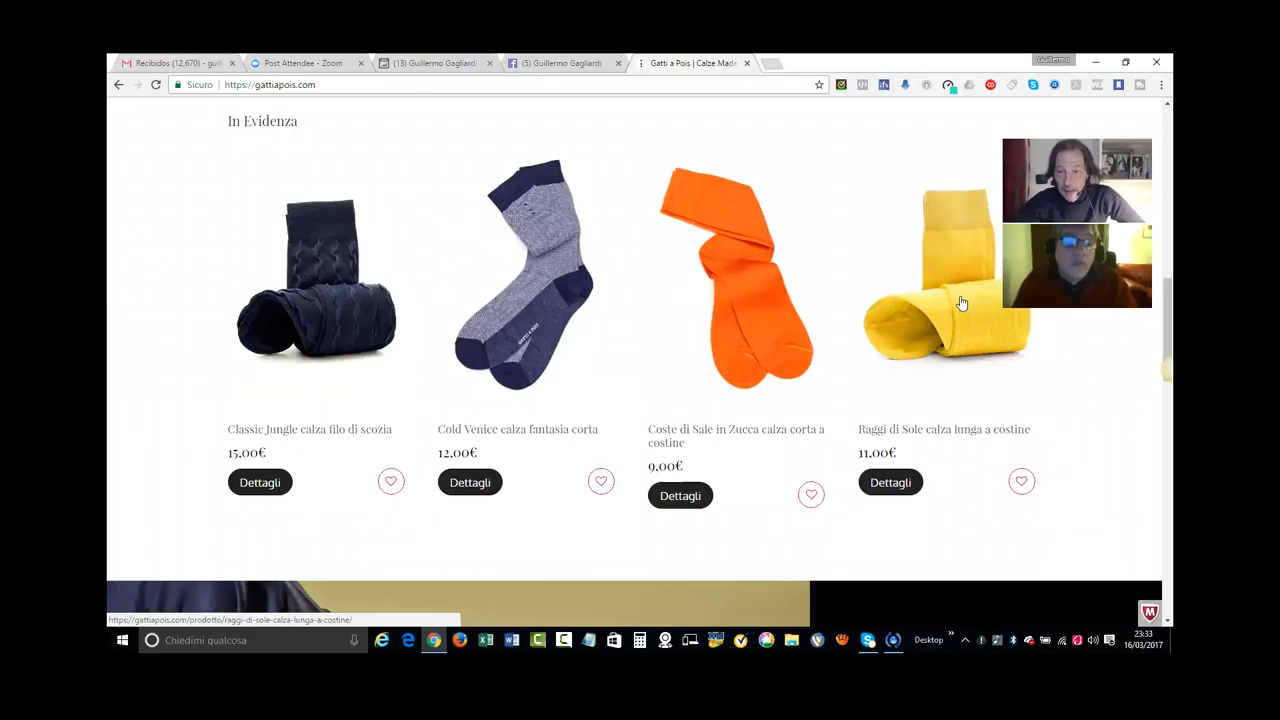 Recibidos (12,670) - gui
Post Attendee - Zoom
(13) Guillermo Gagliardi
(5) Guillermo Gagliardi
Gatti a Pois | Calze Made
Guillermo
Sicuro
https://gattiapois.com
In Evidenza
GATTI A POIS
Classic Jungle calza filo di scozia
15,00€
Dettagli
Cold Venice calza fantasia corta
12,00€
Dettagli
Coste di Sale in Zucca calza corta a
costine
9,00€
Dettagli
Raggi di Sole calza lunga a costine
11,00€
Dettagli
https://gattiapois.com/prodotto/raggi-di-sole-calza-lunga-a-costine/
Chiedimi qualcosa
Desktop
23:33
16/03/2017